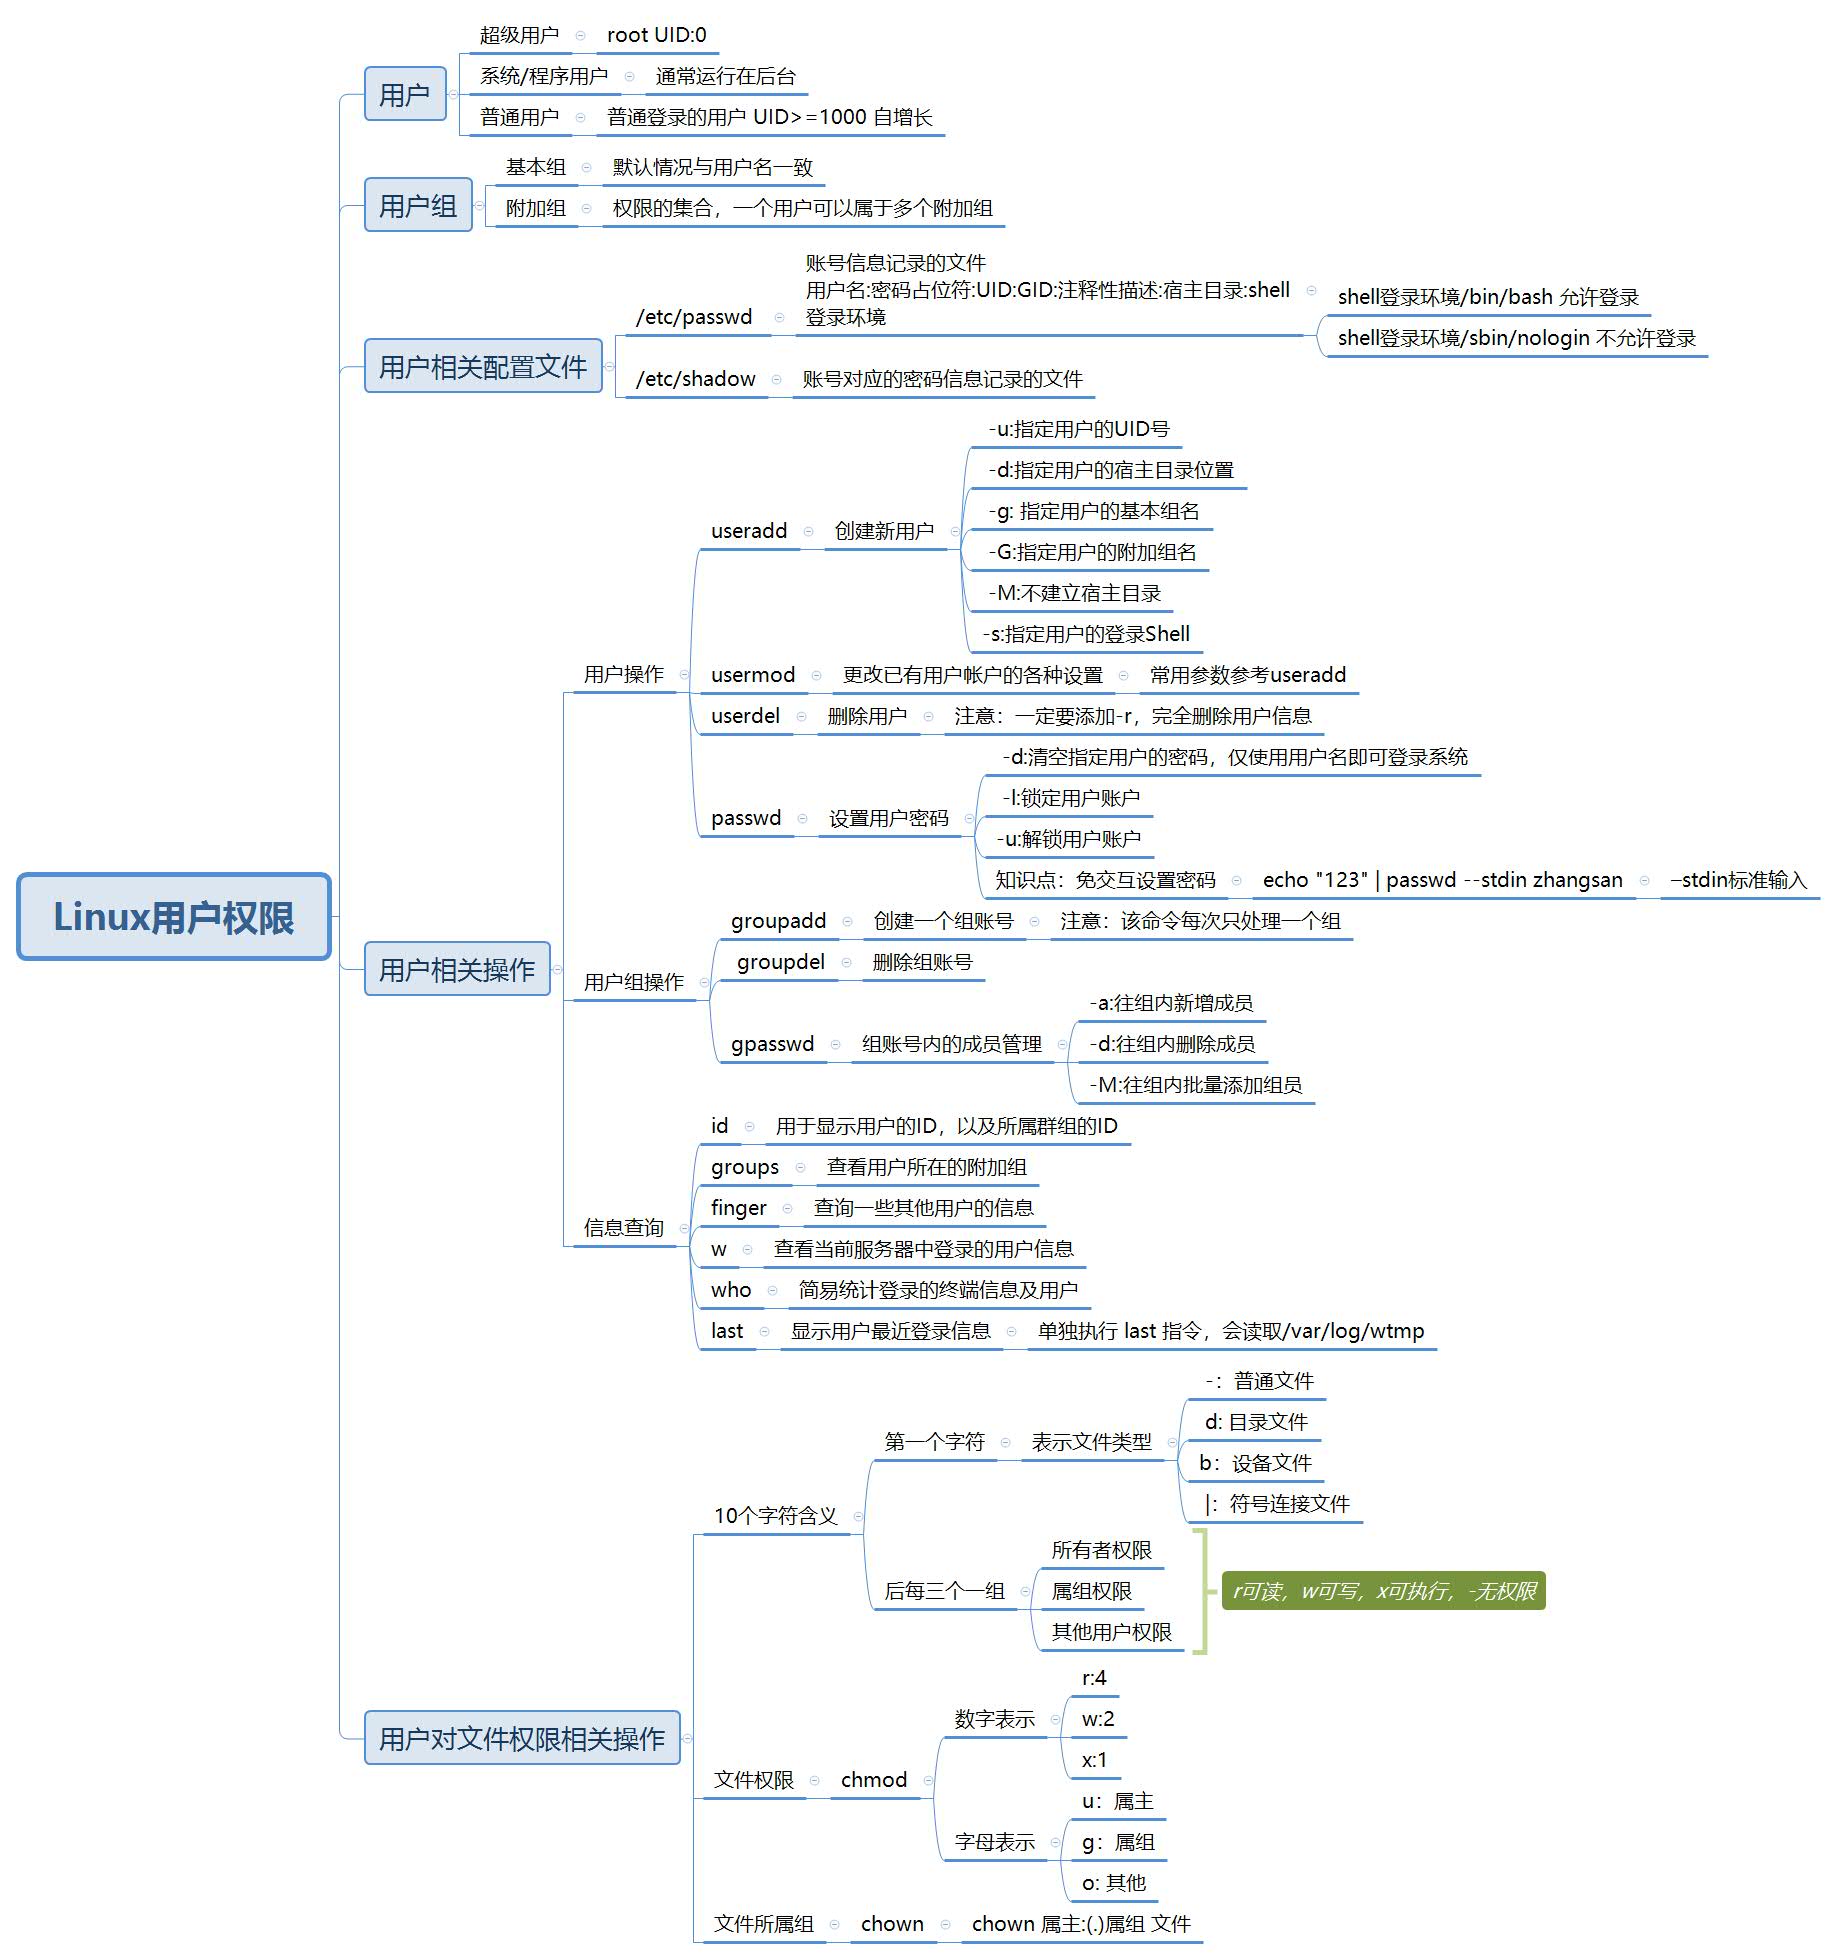 Linux用户权限
用户
超级用户
root UID:0
系统/程序用户
通常运行在后台
普通用户
普通登录的用户 UID>=1000 自增长
用户组
基本组
默认情况与用户名一致
附加组
权限的集合，一个用户可以属于多个附加组
用户相关配置文件
/etc/passwd
账号信息记录的文件
用户名:密码占位符:UID:GID:注释性描述:宿主目录:shell
登录环境
shell登录环境/bin/bash 允许登录
shell登录环境/sbin/nologin 不允许登录
/etc/shadow
账号对应的密码信息记录的文件
用户相关操作
用户操作
useradd
创建新用户
-u:指定用户的UID号
-d:指定用户的宿主目录位置
-g: 指定用户的基本组名
-G:指定用户的附加组名
-M:不建立宿主目录
-s:指定用户的登录Shell
usermod
更改已有用户帐户的各种设置
常用参数参考useradd
userdel
删除用户
注意：一定要添加-r，完全删除用户信息
passwd
设置用户密码
-d:清空指定用户的密码，仅使用用户名即可登录系统
-l:锁定用户账户
-u:解锁用户账户
知识点：免交互设置密码
echo "123" | passwd --stdin zhangsan
–stdin标准输入
用户组操作
groupadd
创建一个组账号
注意：该命令每次只处理一个组
groupdel
删除组账号
gpasswd
组账号内的成员管理
-a:往组内新增成员
-d:往组内删除成员
-M:往组内批量添加组员
信息查询
id
用于显示用户的ID，以及所属群组的ID
groups
查看用户所在的附加组
finger
查询一些其他用户的信息
w
查看当前服务器中登录的用户信息
who
简易统计登录的终端信息及用户
last
显示用户最近登录信息
单独执行 last 指令，会读取/var/log/wtmp
用户对文件权限相关操作
10个字符含义
第一个字符
表示文件类型
-：普通文件
d: 目录文件
b：设备文件
|：符号连接文件
后每三个一组
所有者权限
属组权限
其他用户权限
r可读，w可写，x可执行，-无权限
文件权限
chmod
数字表示
r:4
w:2
x:1
字母表示
u：属主
g：属组
o: 其他
文件所属组
chown
chown 属主:(.)属组 文件